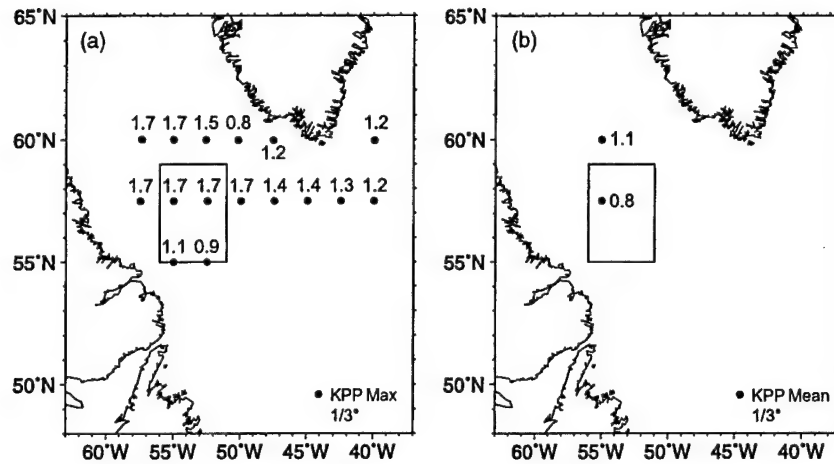 65˚N
(a)
60˚N
55˚N
50˚N
1.7 1.7 1.5 0.8 1.2
1.2
1.7 1.7 1.7 1.7 1.4 1.4 1.3 1.2
1.1 0.9
KPP Max
1/3°
60˚W 55˚W 50˚W 45˚W 40˚W
65˚N
(b)
60˚N
55˚N
50˚N
1.1
0.8
KPP Mean
1/3°
60˚W 55˚W 50˚W 45˚W 40˚W